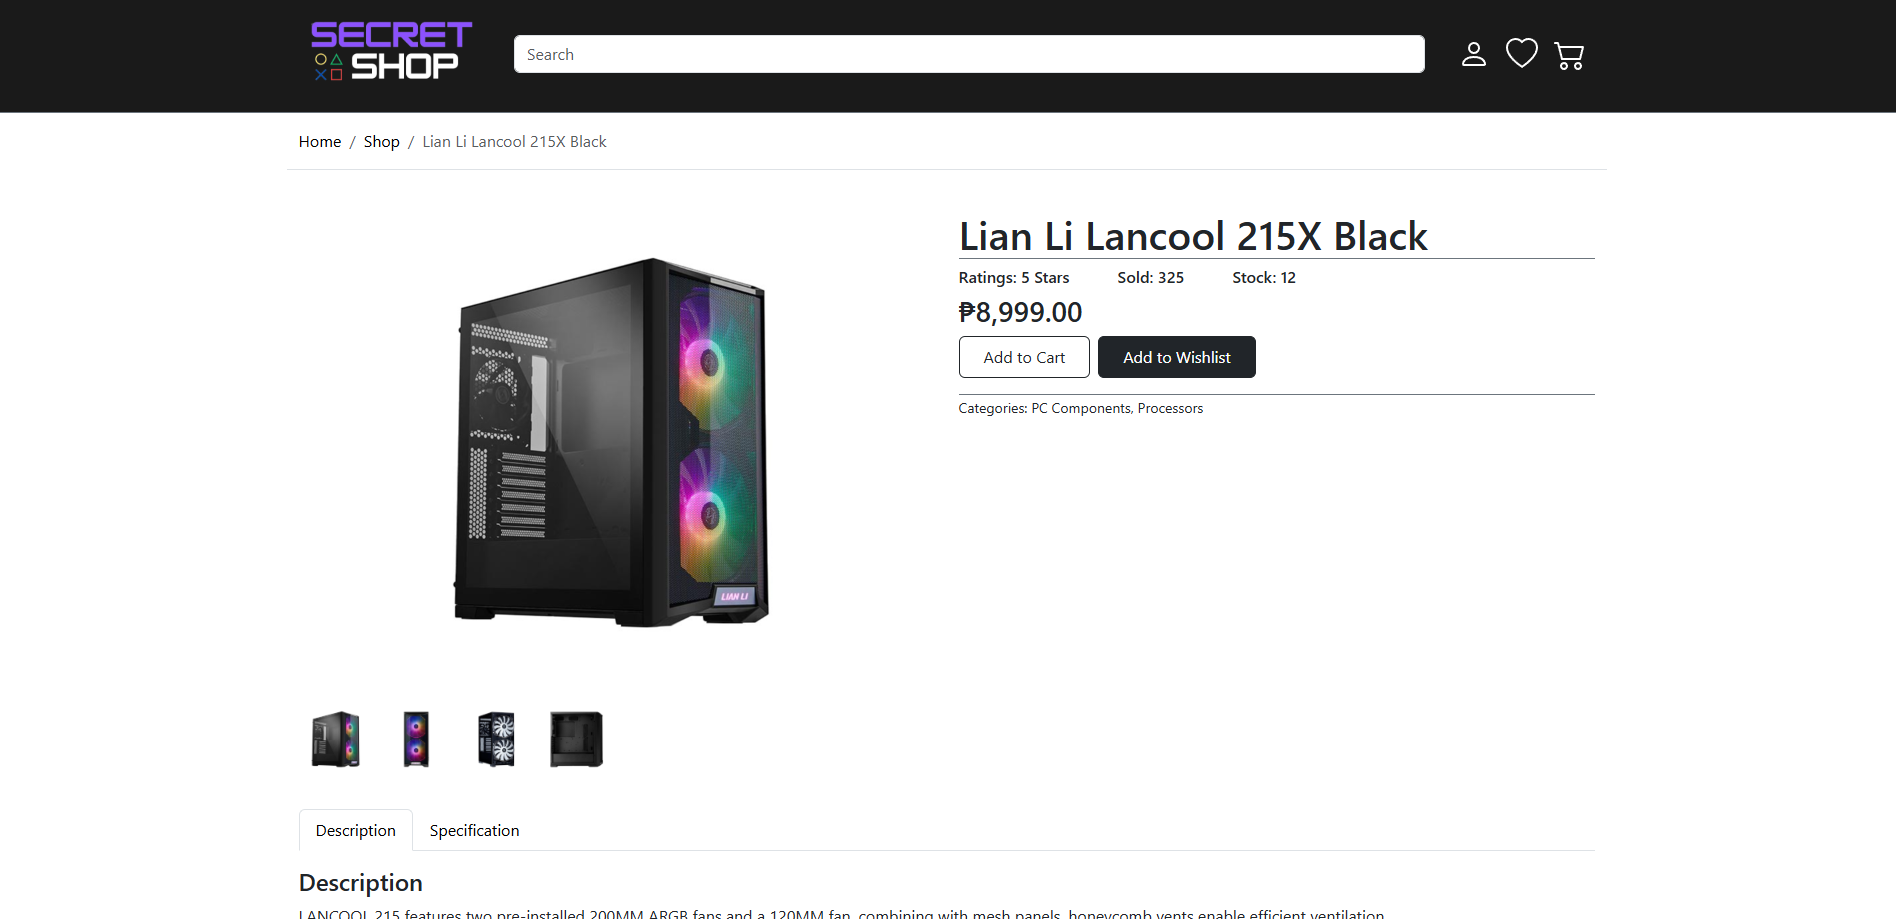 SECRET
SHOP
Search
Home / Shop / Lian Li Lancool 215X Black
Lian Li Lancool 215X Black
Ratings: 5 Stars Sold: 325 Stock: 12
₱8,999.00
Add to Cart Add to Wishlist
Categories: PC Components, Processors
LIAN LI
Description Specification
Description
LANCOOL 215 features two pre-installed 200MM ARGB fans and a 120MM fan, combining with mesh panels, honeycomb vents enable efficient ventilation